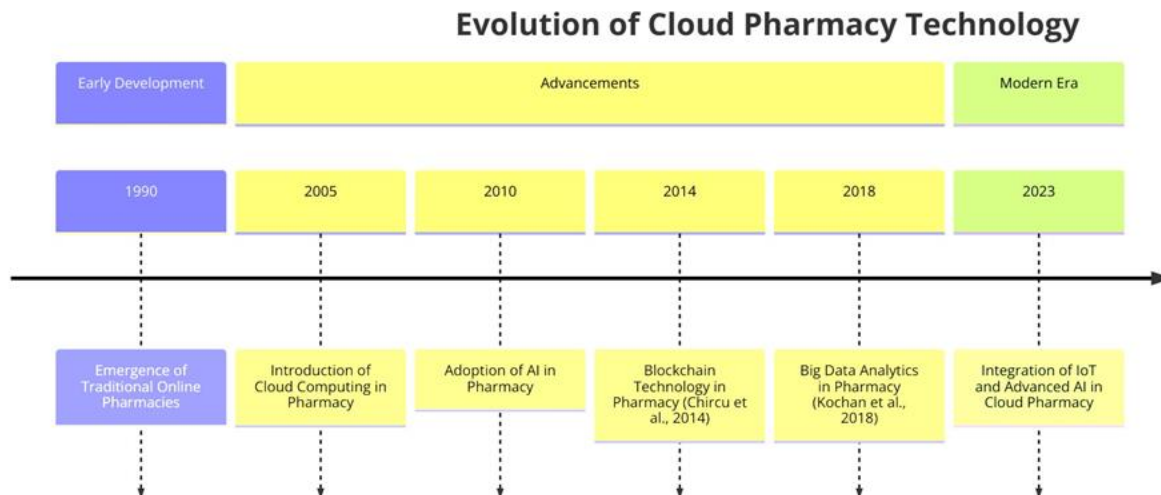 Evolution of Cloud Pharmacy Technology
Early Development
Advancements
Modern Era
1990
2005
2010
2014
2018
2023
Emergence of
Traditional Online
Pharmacies
Introduction of
Cloud Computing in
Pharmacy
Adoption of AI in
Pharmacy
Blockchain
Technology in
Pharmacy (Chircu et
al., 2014)
Big Data Analytics
in Pharmacy
(Kochan et al.,
2018)
Integration of IoT
and Advanced AI in
Cloud Pharmacy